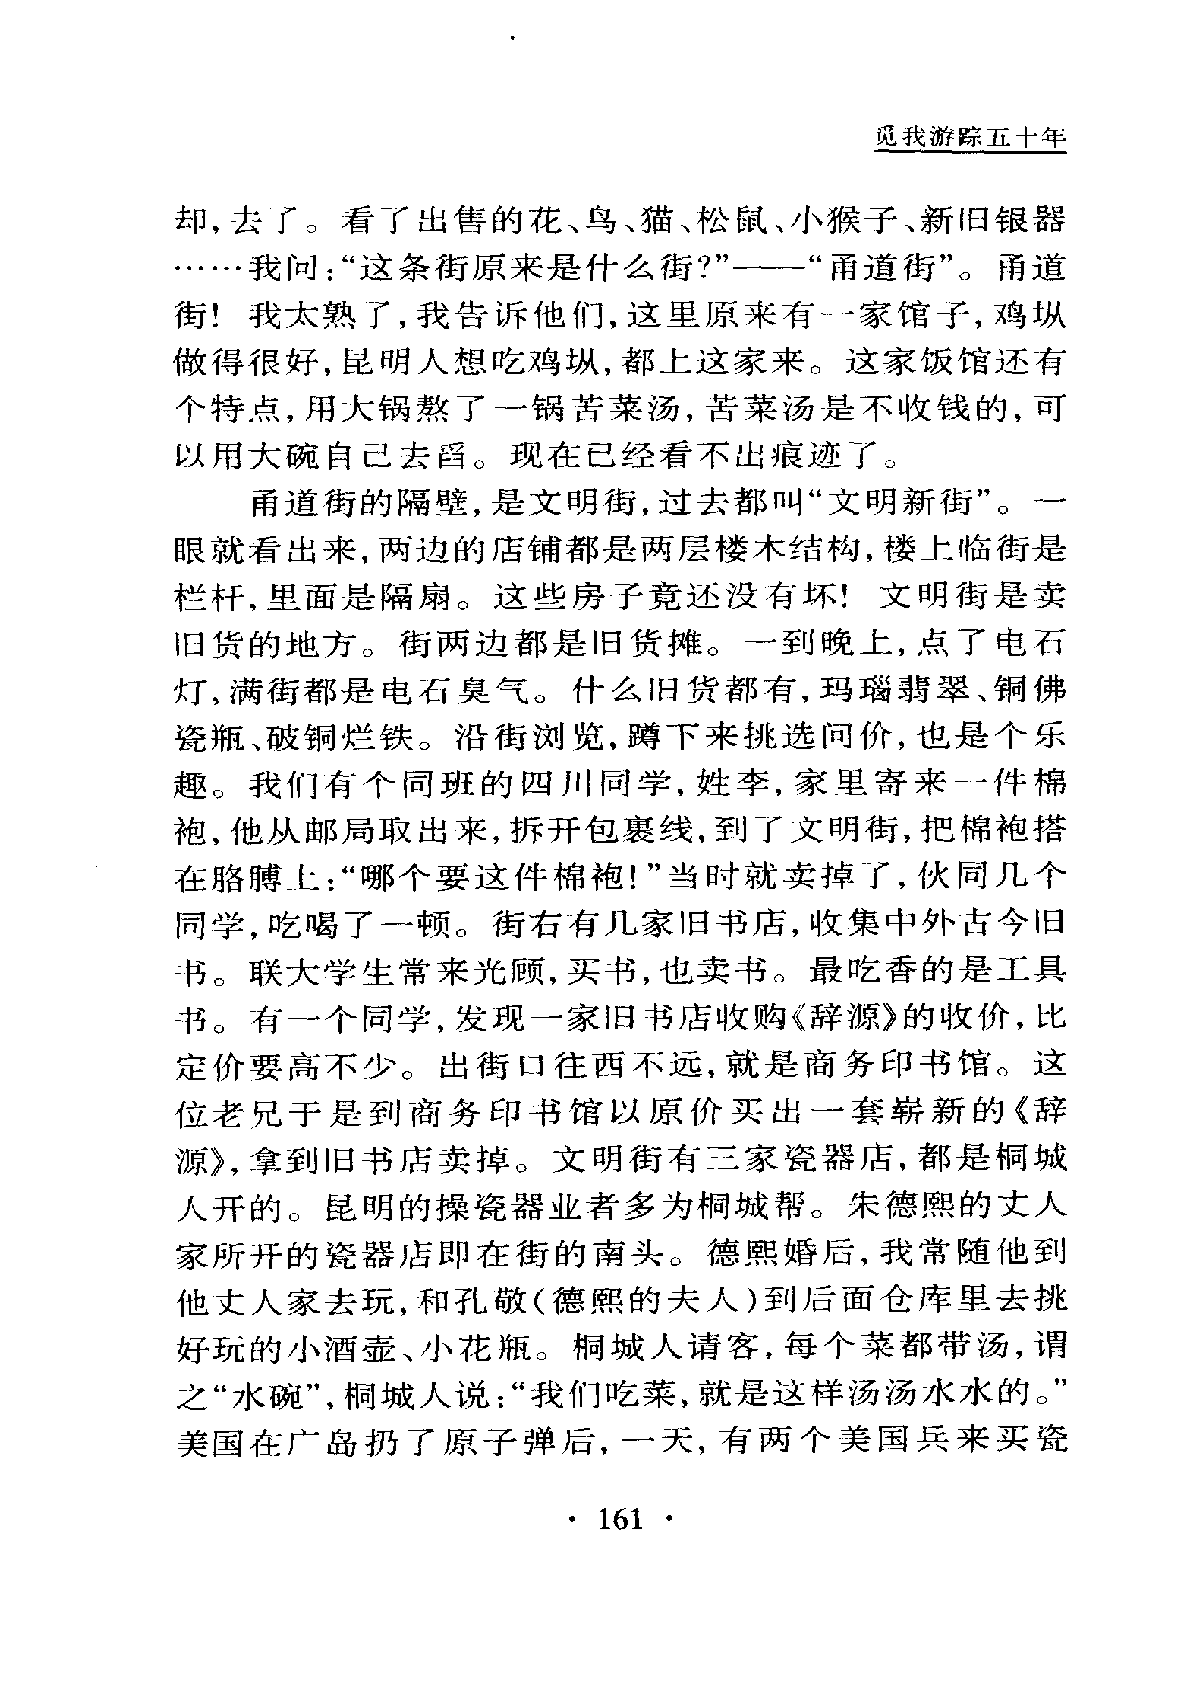 觅我游踪五十年
却,去了。看了出售的花、鸟、猫、松鼠、小猴子、新旧银器
……我问:“这条街原来是什么街?”——“甬道街”。甬道
街! 我太熟了,我告诉他们,这里原来有一家馆子,鸡㙡
做得很好,昆明人想吃鸡㙡,都上这家来。这家饭馆还有
个特点,用大锅熬了一锅苦菜汤,苦菜汤是不收钱的,可
以用大碗自己去舀。现在已经看不出痕迹了。
甬道街的隔壁,是文明街,过去都叫“文明新街”。一
眼就看出来,两边的店铺都是两层楼木结构,楼上临街是
栏杆,里面是隔扇。这些房子竟还没有坏! 文明街是卖
旧货的地方。街两边都是旧货摊。一到晚上,点了电石
灯,满街都是电石臭气。什么旧货都有,玛瑙翡翠、铜佛
瓷瓶、破铜烂铁。沿街浏览,蹲下来挑选问价,也是个乐
趣。我们有个同班的四川同学,姓李,家里寄来一件棉
袍,他从邮局取出来,拆开包裹线,到了文明街,把棉袍搭
在胳膊上:“哪个要这件棉袍!”当时就卖掉了,伙同几个
同学,吃喝了一顿。街右有几家旧书店,收集中外古今旧
书。联大学生常来光顾,买书,也卖书。最吃香的是工具
书。有一个同学,发现一家旧书店收购《辞源》的收价,比
定价要高不少。出街口往西不远,就是商务印书馆。这
位老兄于是到商务印书馆以原价买出一套崭新的《辞
源》,拿到旧书店卖掉。文明街有三家瓷器店,都是桐城
人开的。昆明的操瓷器业者多为桐城帮。朱德熙的丈人
家所开的瓷器店即在街的南头。德熙婚后,我常随他到
他丈人家去玩,和孔敬(德熙的夫人)到后面仓库里去挑
好玩的小酒壶、小花瓶。桐城人请客,每个菜都带汤,谓
之“水碗”,桐城人说:“我们吃菜,就是这样汤汤水水的。”
美国在广岛扔了原子弹后,一天,有两个美国兵来买瓷
· 161 ·